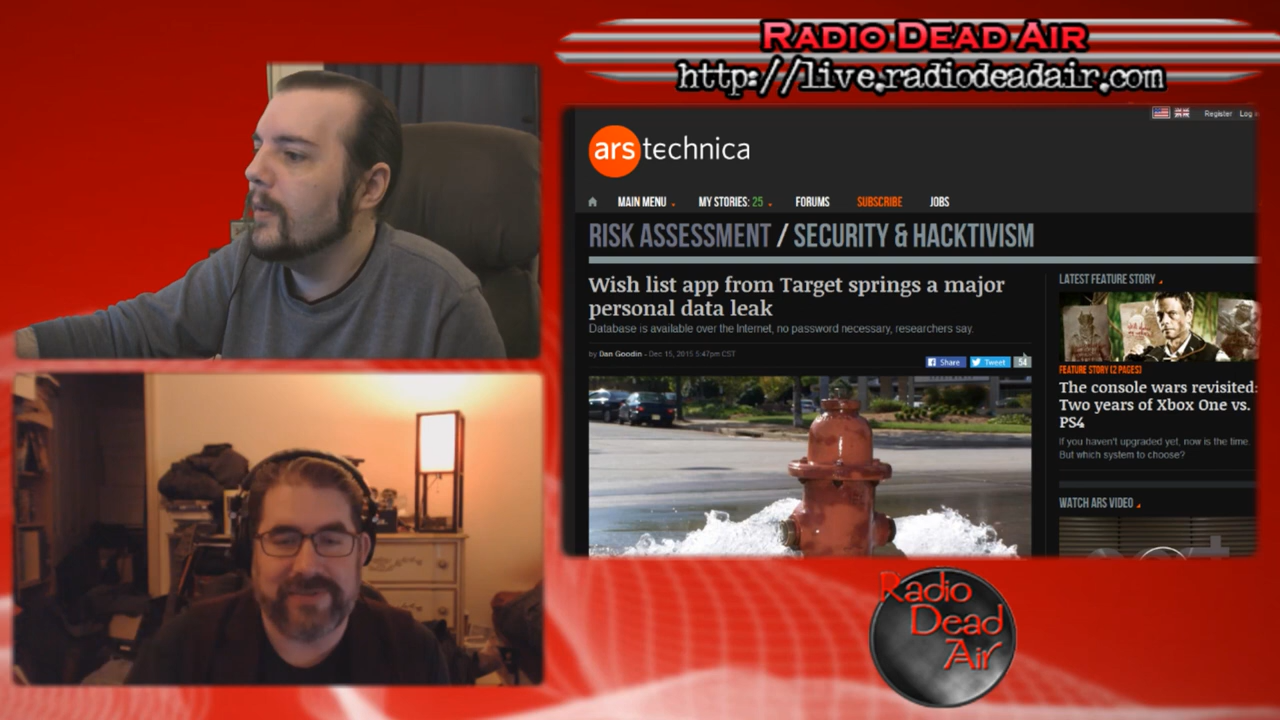 RADIO DEAD AIR
http://live.radiodeadair.com
Register Log
ars technica
MAIN MENU MY STORIES: 25 FORUMS SUBSCRIBE JOBS
RISK ASSESSMENT / SECURITY & HACKTIVISM
Wish list app from Target springs a major
personal data leak
Database is available over the Internet, no password necessary, researchers say.
by Dan Goodin - Dec 15, 2015 5:47pm CST
Share Tweet 54
LATEST FEATURE STORY
FEATURE STORY (2 PAGES)
The console wars revisited:
Two years of Xbox One vs.
PS4
If you haven't upgraded yet, now is the time.
But which system to choose?
WATCH ARS VIDEO
Radio
Dead
Air